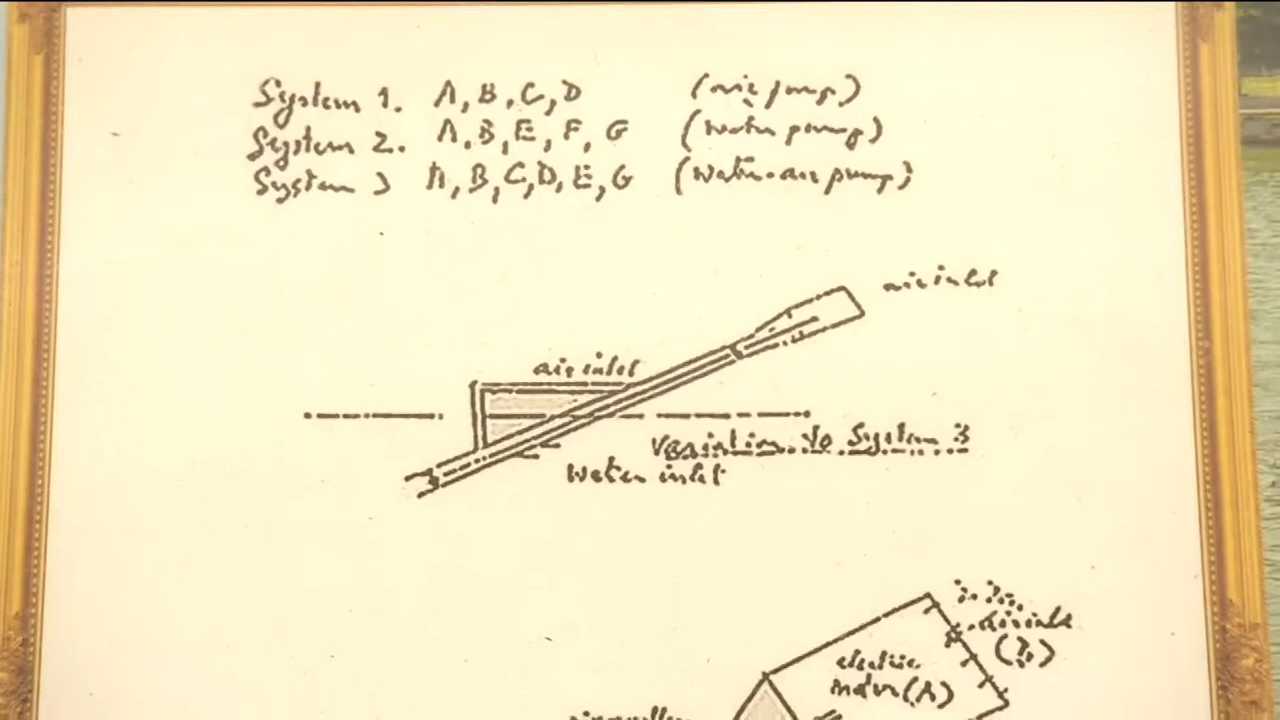 System 1. A, B, C, D (air pump)
System 2. A, B, E, F, G (water pump)
System 3 A, B, C, D, E, G (water-air pump)
air inlet
air inlet
Variation to System 3
Water inlet
electric
motor (A)